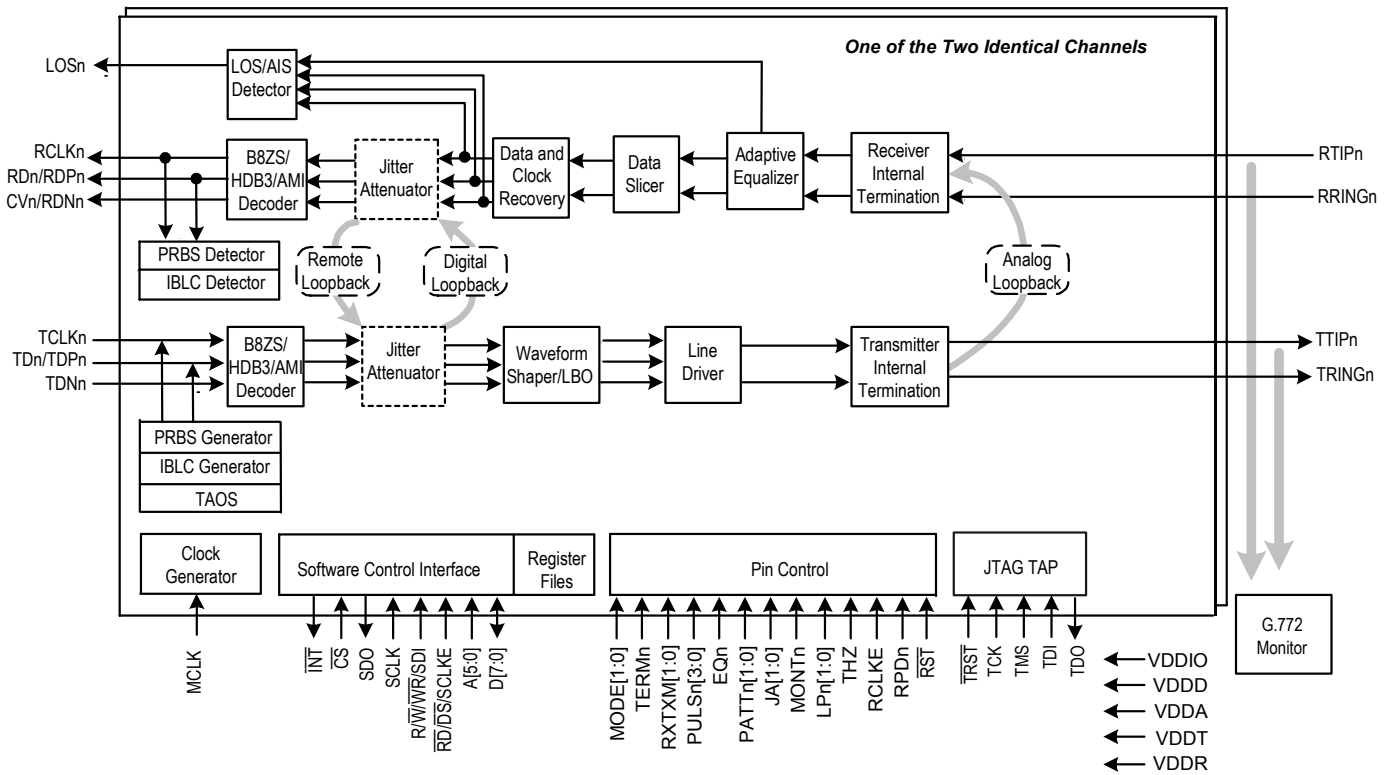 One of the Two Identical Channels
LOSn
LOS/AIS
Detector
RCLKn
RDn/RDPn
CVn/RDNn
B8ZS/
HDB3/AMI
Decoder
Jitter
Attenuator
Data and
Clock
Recovery
Data
Slicer
Adaptive
Equalizer
Receiver
Internal
Termination
RTIPn
RRINGn
PRBS Detector
IBLC Detector
Remote
Loopback
Digital
Loopback
Analog
Loopback
TCLKn
TDn/TDPn
TDNn
B8ZS/
HDB3/AMI
Decoder
Jitter
Attenuator
Waveform
Shaper/LBO
Line
Driver
Transmitter
Internal
Termination
TTIPn
TRINGn
PRBS Generator
IBLC Generator
TAOS
Clock
Generator
Software Control Interface
Register
Files
Pin Control
JTAG TAP
G.772
Monitor
MCLK
INT
CS
SDO
SCLK
R/W/WR/SDI
RD/DS/SCLKE
A[5:0]
D[7:0]
MODE[1:0]
TERMn
RXTXM[1:0]
PULSn[3:0]
EQn
PATTn[1:0]
JA[1:0]
MONTn
LPn[1:0]
THZ
RCLKE
RPDn
RST
TRST
TCK
TMS
TDI
TDO
VDDIO
VDDD
VDDA
VDDT
VDDR